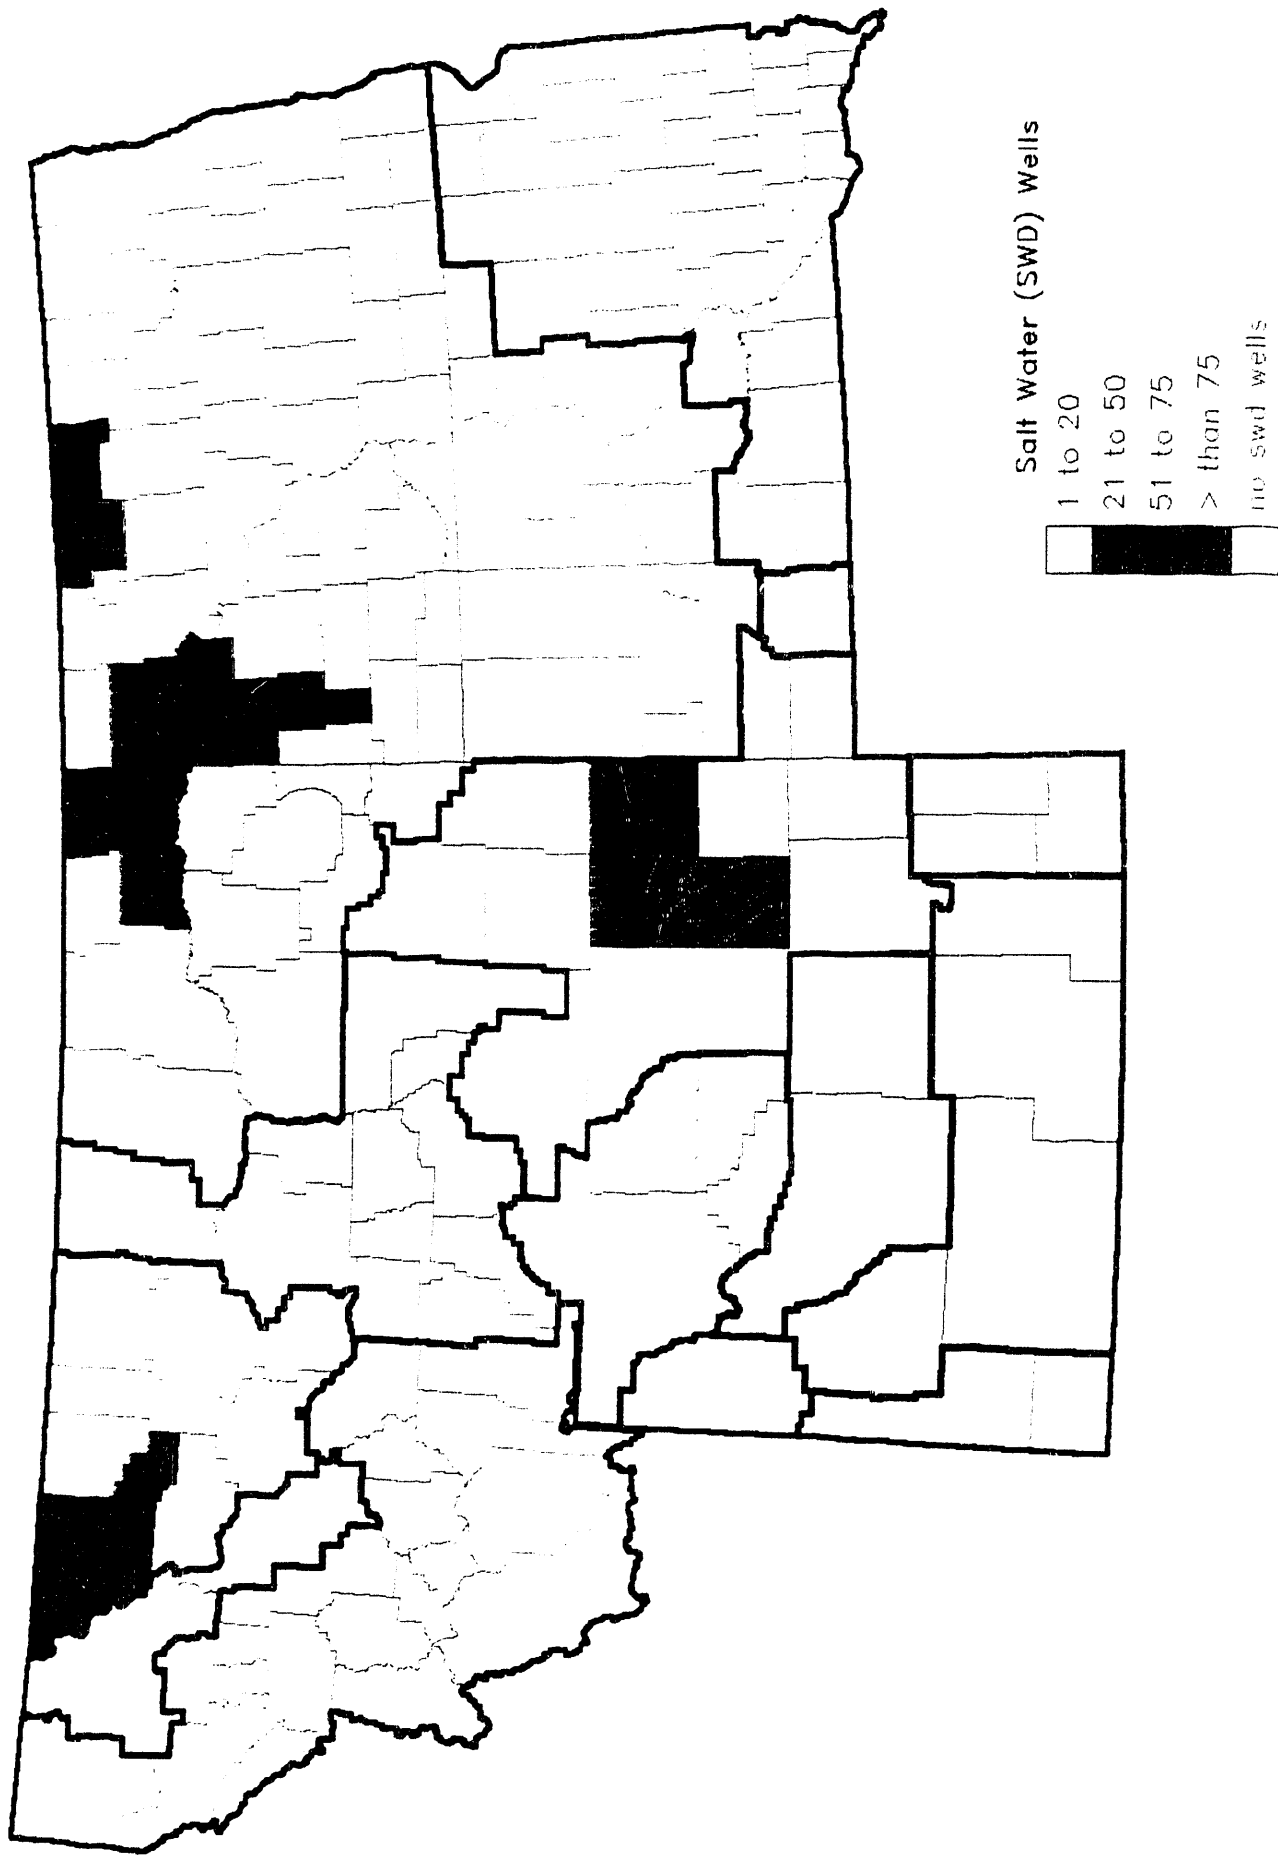 Salt Water (SWD) Wells
1 to 20
21 to 50
51 to 75
> than 75
no swd wells